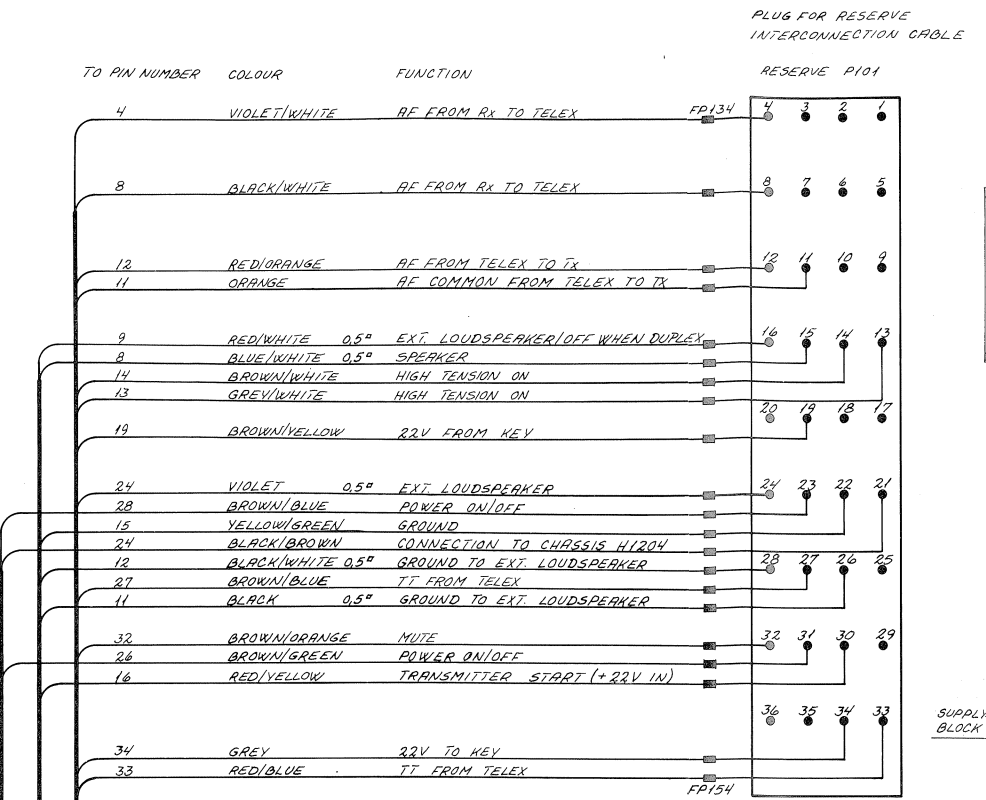 PLUG FOR RESERVE
INTERCONNECTION CABLE
TO PIN NUMBER COLOUR FUNCTION RESERVE P101
4 VIOLET/WHITE AF FROM Rx TO TELEX FP134 4 3 2 1
8 BLACK/WHITE AF FROM Rx TO TELEX 8 7 6 5
12 RED/ORANGE AF FROM TELEX TO Tx 12 11 10 9
11 ORANGE AF COMMON FROM TELEX TO TX
9 RED/WHITE 0,5¤ EXT. LOUDSPEAKER/OFF WHEN DUPLEX 16 15 14 13
8 BLUE/WHITE 0,5¤ SPEAKER
14 BROWN/WHITE HIGH TENSION ON
13 GREY/WHITE HIGH TENSION ON
20 19 18 17
19 BROWN/YELLOW 22V FROM KEY
24 VIOLET 0,5¤ EXT. LOUDSPEAKER 24 23 22 21
28 BROWN/BLUE POWER ON/OFF
15 YELLOW/GREEN GROUND
24 BLACK/BROWN CONNECTION TO CHASSIS H1204
12 BLACK/WHITE 0,5¤ GROUND TO EXT. LOUDSPEAKER 28 27 26 25
27 BROWN/BLUE TT FROM TELEX
11 BLACK 0,5¤ GROUND TO EXT. LOUDSPEAKER
32 BROWN/ORANGE MUTE 32 31 30 29
26 BROWN/GREEN POWER ON/OFF
16 RED/YELLOW TRANSMITTER START (+22V IN)
36 35 34 33
SUPPLY
BLOCK
34 GREY 22V TO KEY
33 RED/BLUE TT FROM TELEX
FP154